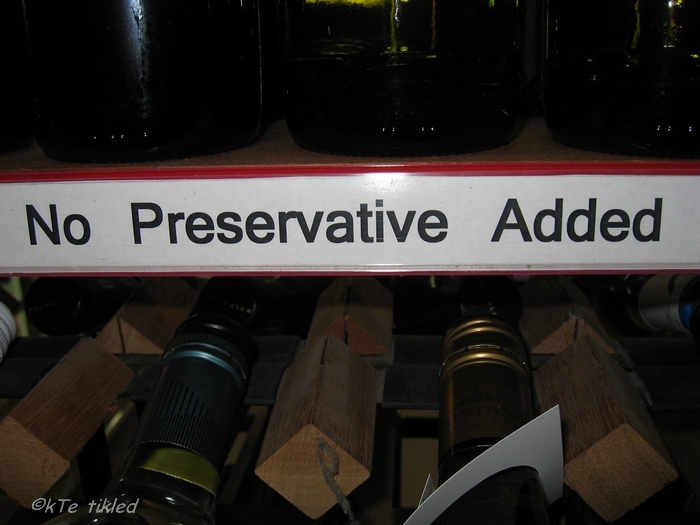 No Preservative Added
©kTe tikled